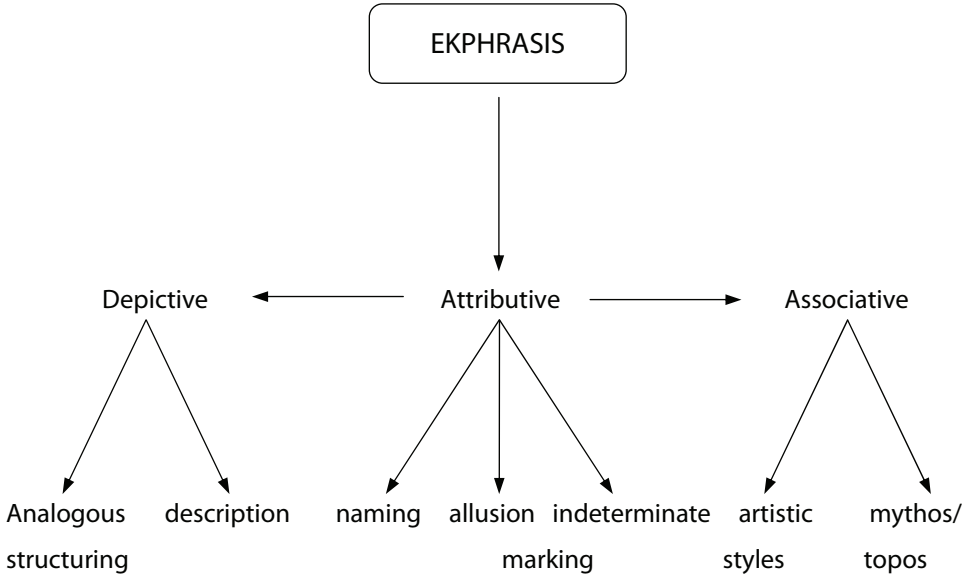 EKPHRASIS
Depictive Attributive Associative
Analogous description naming allusion indeterminate artistic mythos/
structuring marking styles topos